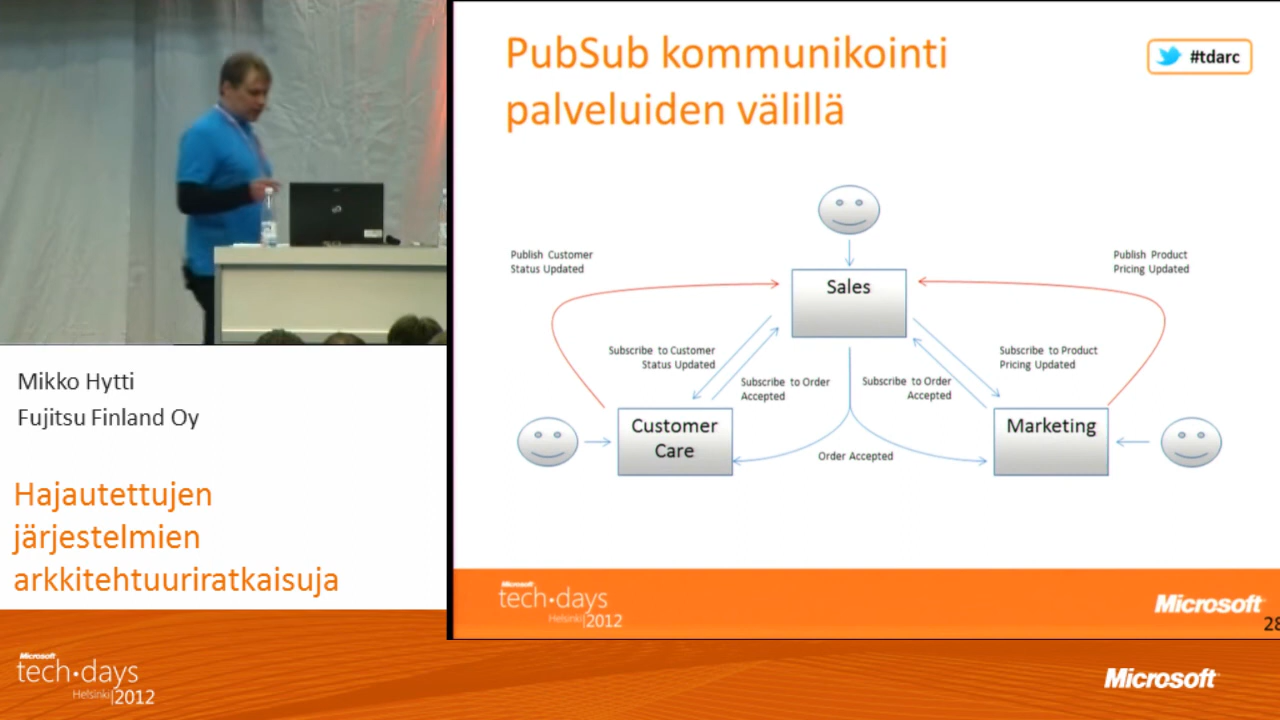 PubSub kommunikointi
palveluiden välillä
#tdarc
Publish Customer
Status Updated
Publish Product
Pricing Updated
Sales
Subscribe to Customer
Status Updated
Subscribe to Product
Pricing Updated
Subscribe to Order
Accepted
Subscribe to Order
Accepted
Customer
Care
Marketing
Order Accepted
Mikko Hytti
Fujitsu Finland Oy
Hajautettujen
järjestelmien
arkkitehtuuriratkaisuja
Microsoft
tech·days
Helsinki|2012
Microsoft
28
Microsoft
tech·days
Helsinki|2012
Microsoft